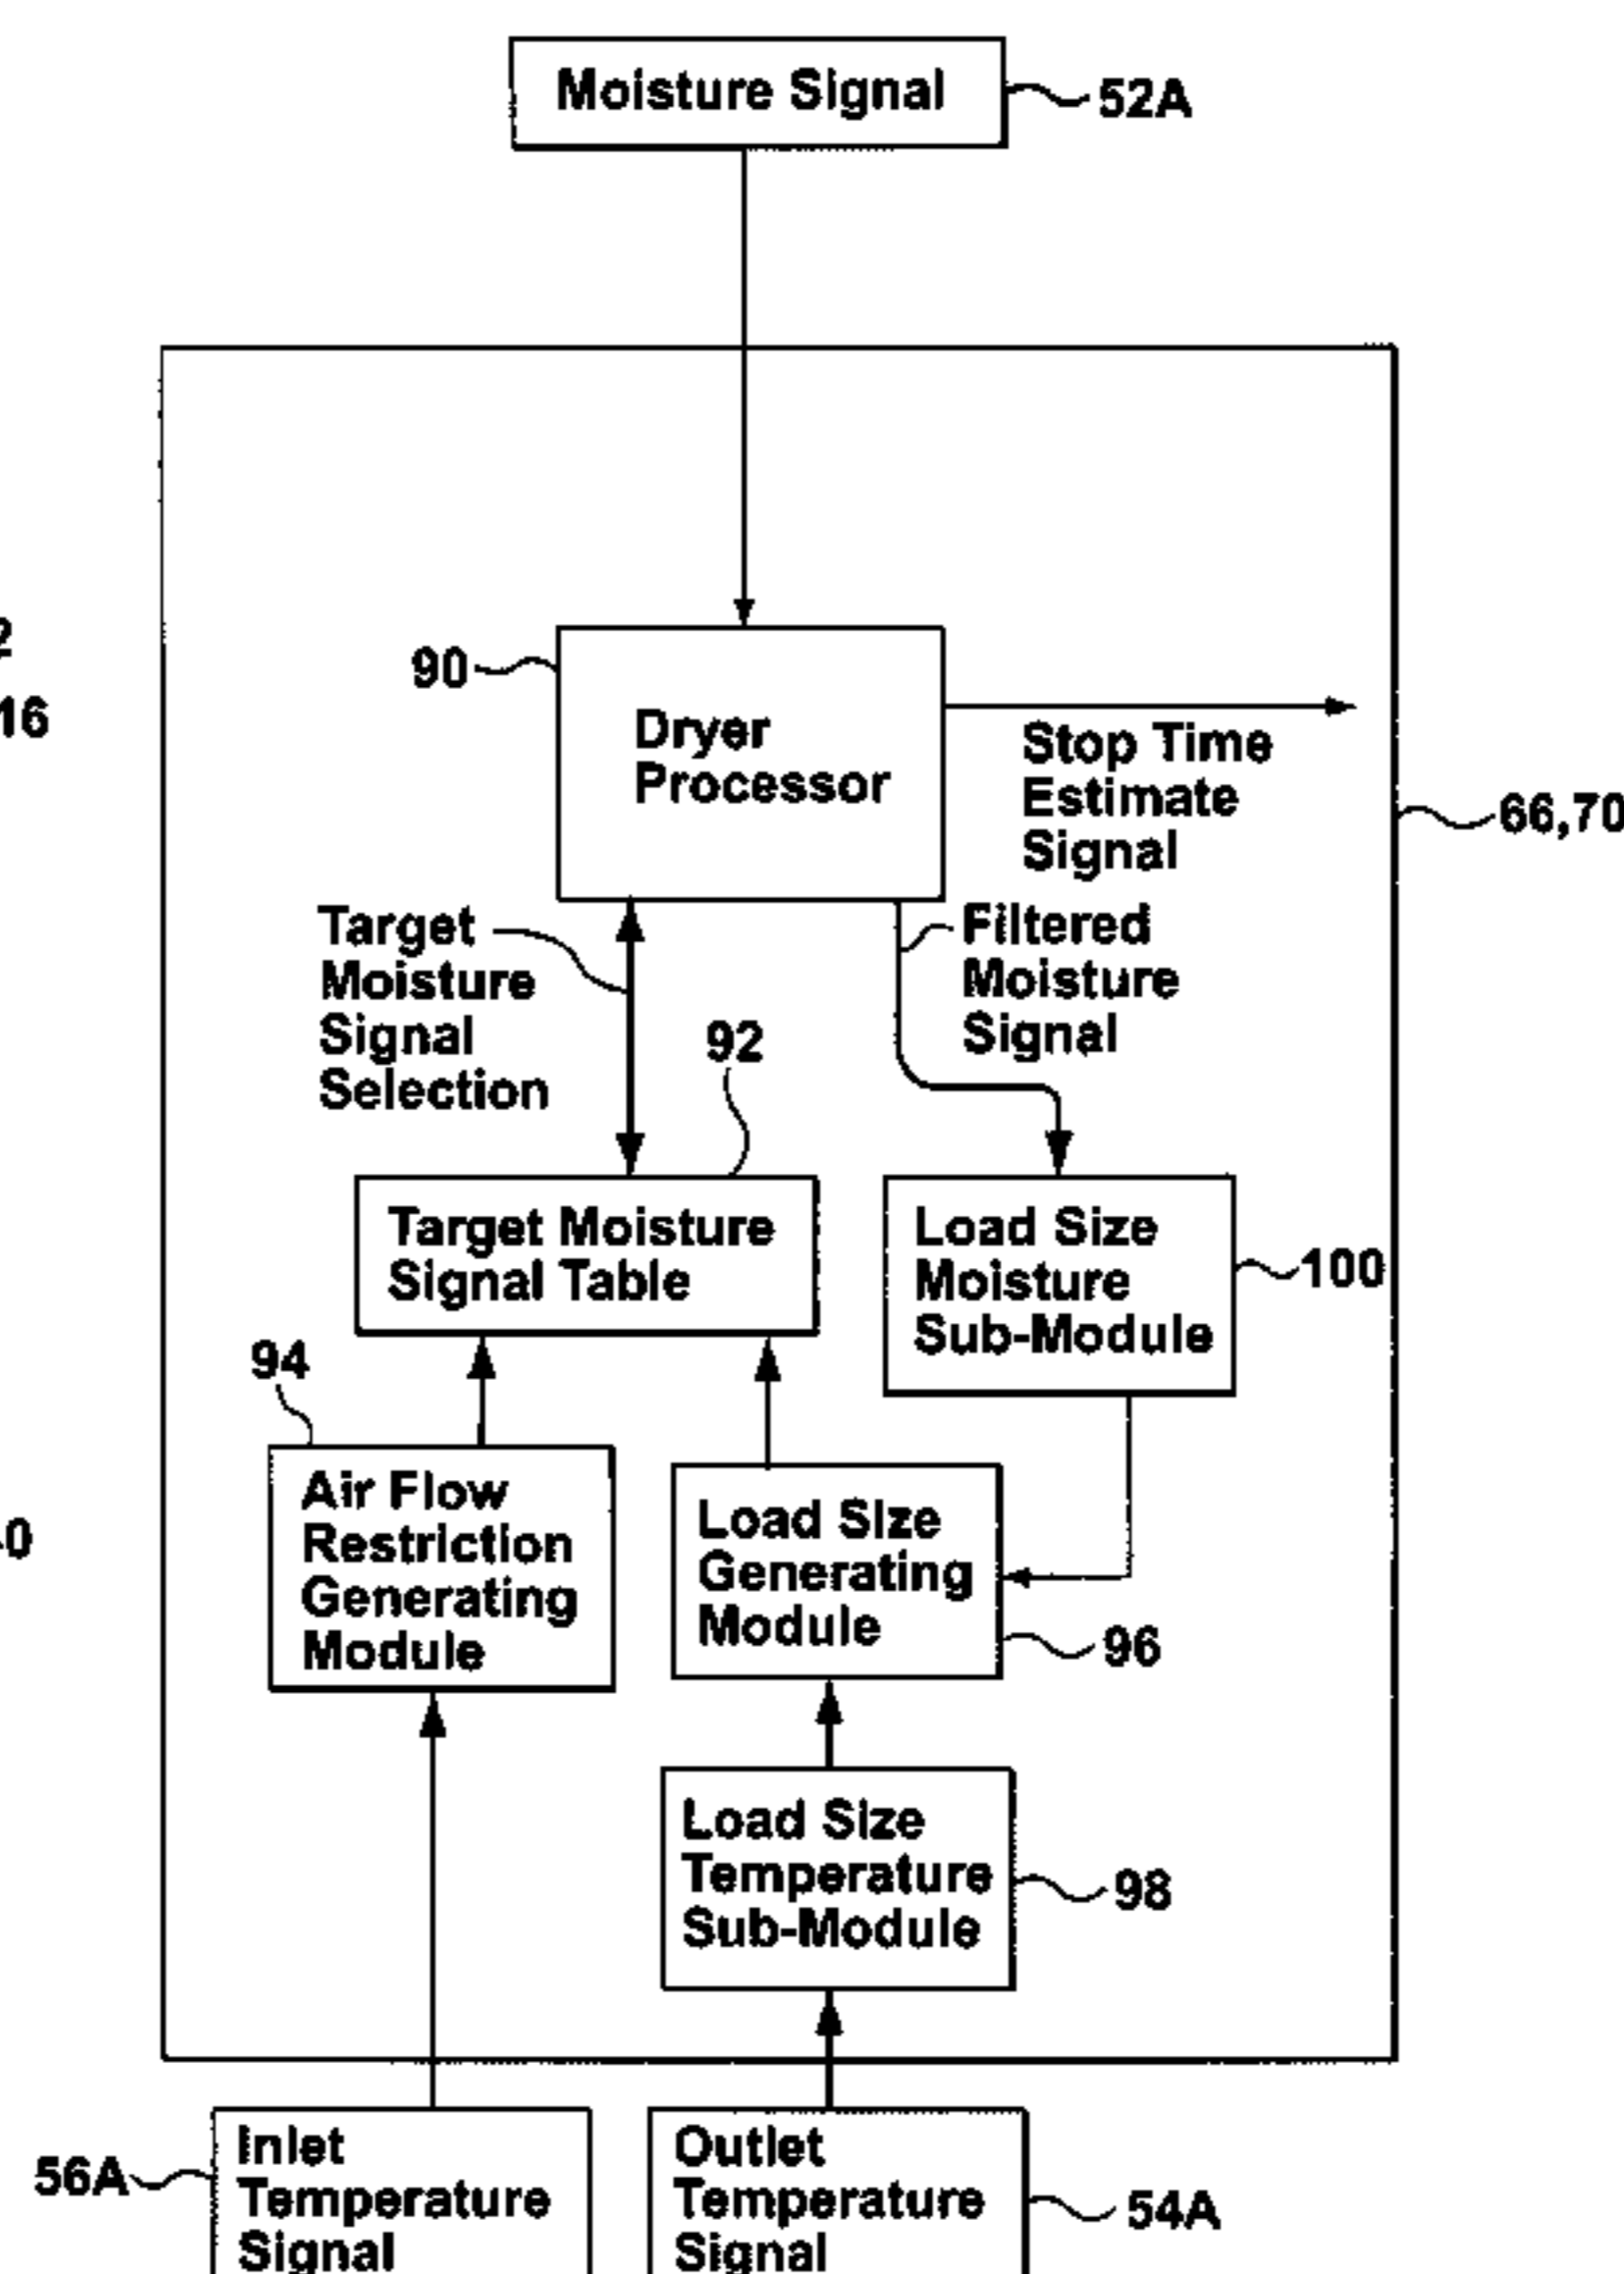 Moisture Signal
52A
16
90
Dryer
Processor
Stop Time
Estimate
Signal
66,70
Target
Moisture
Signal
Selection
Filtered
Moisture
Signal
92
Target Moisture
Signal Table
Load Size
Moisture
Sub-Module
100
94
Air Flow
Restriction
Generating
Module
Load Size
Generating
Module
96
Load Size
Temperature
Sub-Module
98
56A
Inlet
Temperature
Signal
Outlet
Temperature
Signal
54A